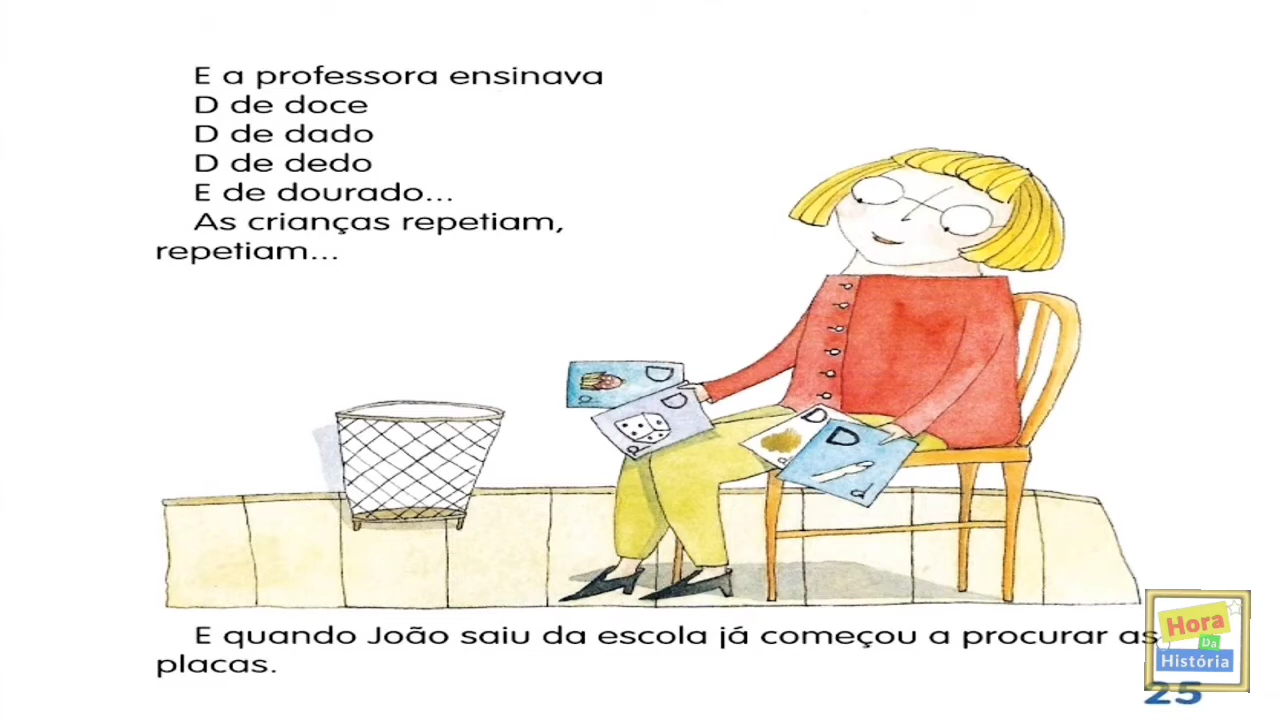 E a professora ensinava
D de doce
D de dado
D de dedo
E de dourado...
As crianças repetiam,
repetiam...
D
d
D
d
D
d
D
d
E quando João saiu da escola já começou a procurar as
placas.
Hora
Da
História
25